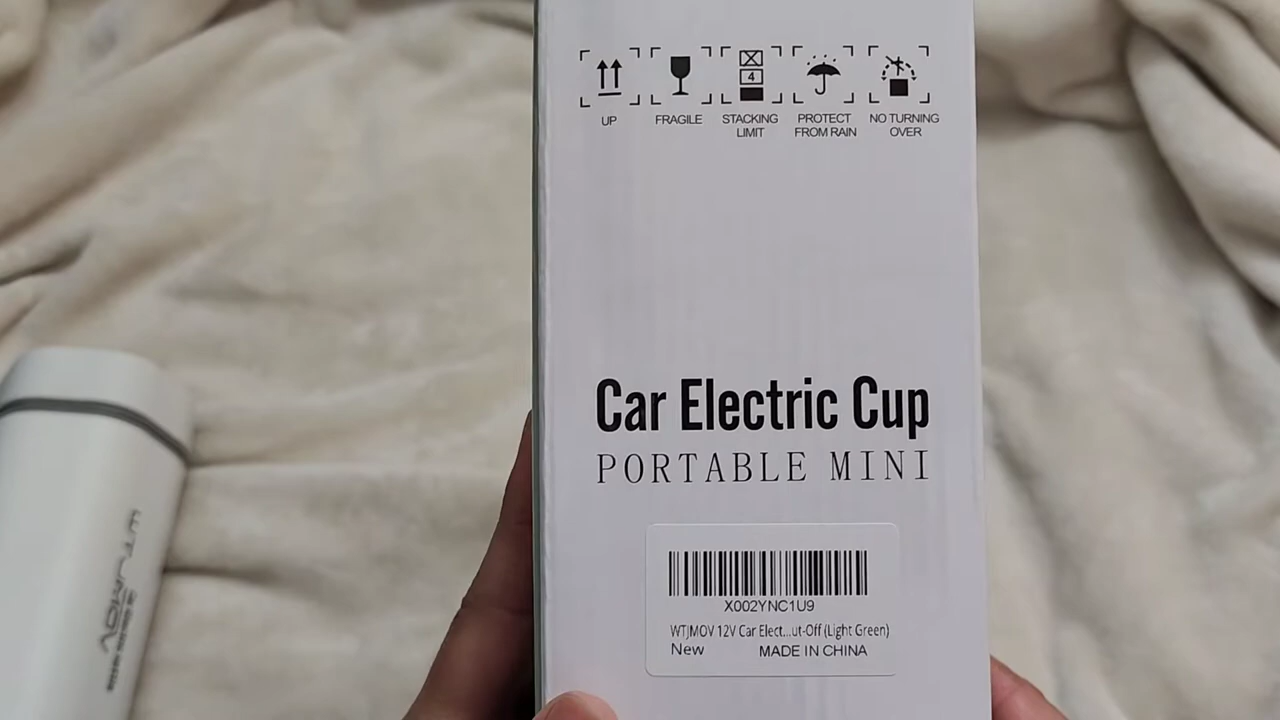 4
UP
FRAGILE
STACKING
LIMIT
PROTECT
FROM RAIN
NO TURNING
OVER
Car Electric Cup
PORTABLE MINI
X002YNC1U9
WTJMOV 12V Car Elect...ut-Off (Light Green)
New MADE IN CHINA
WTJMOV